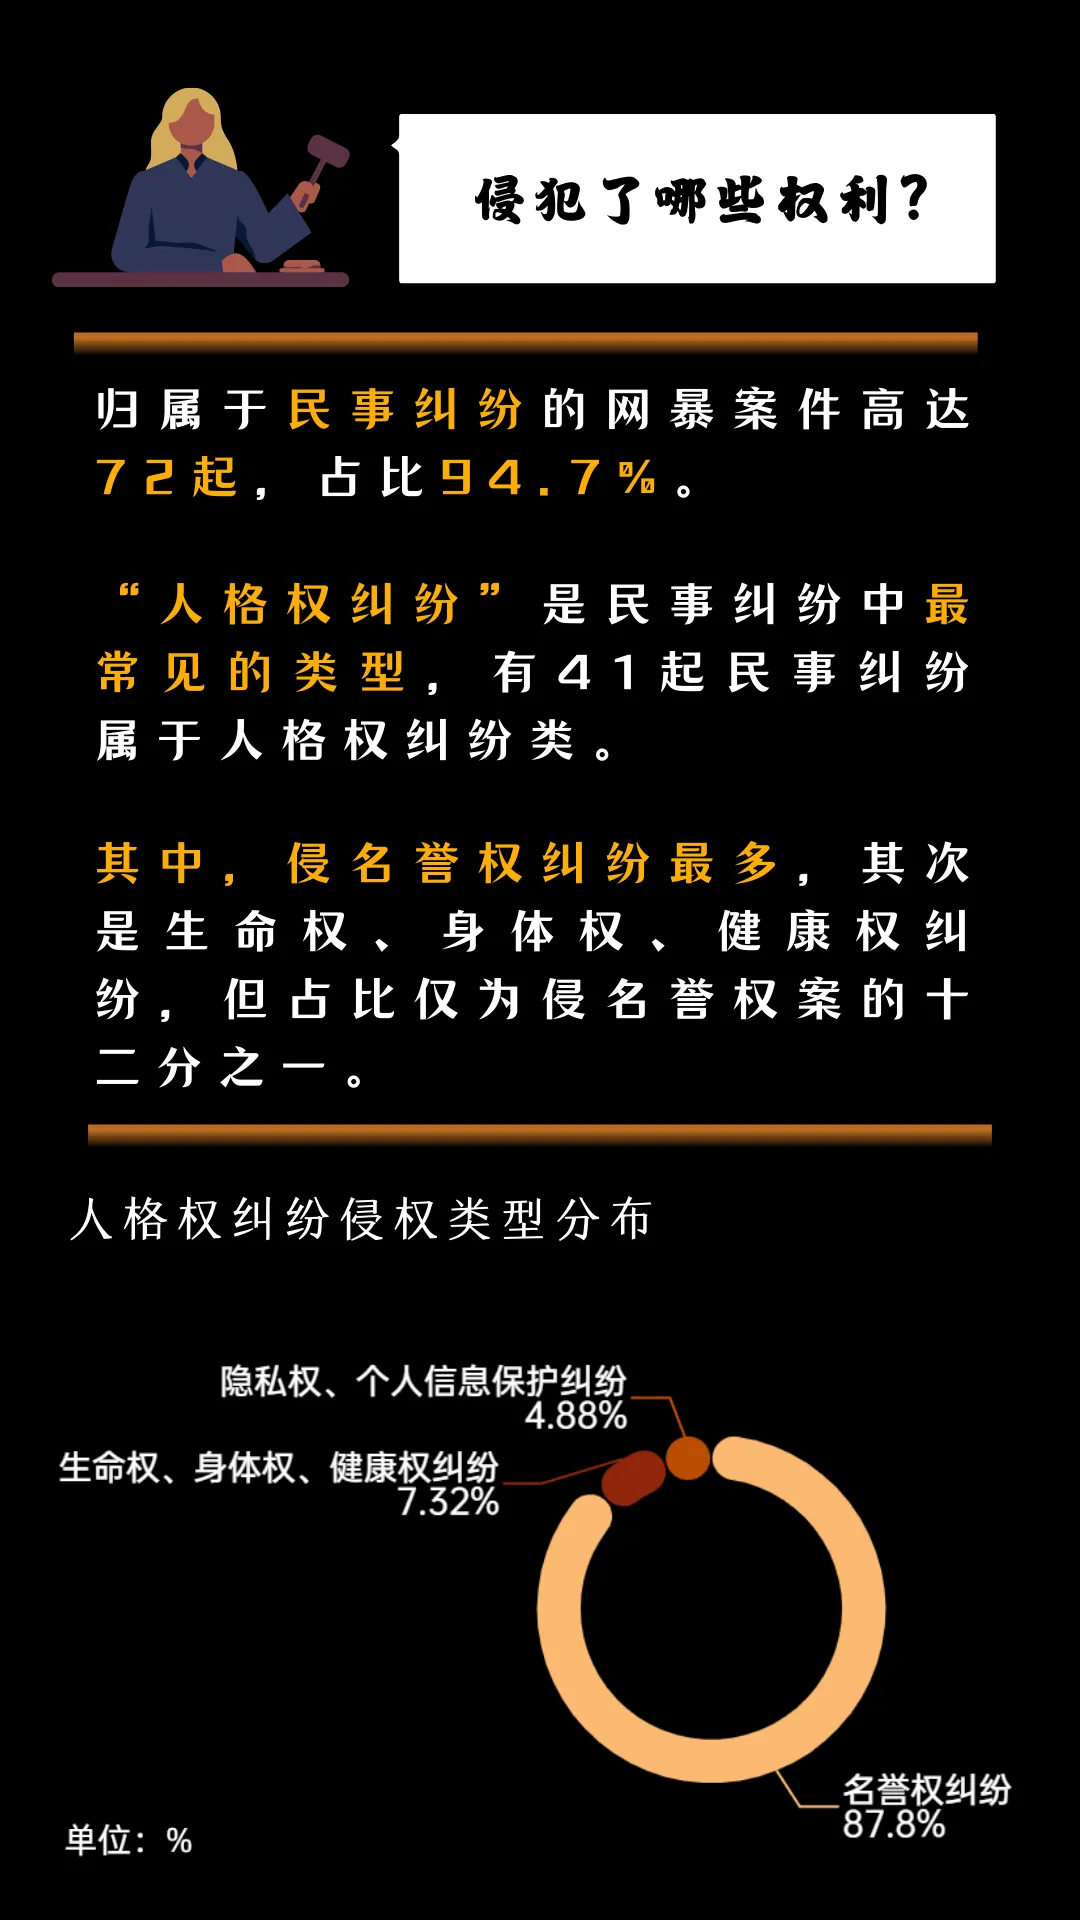 侵犯了哪些权利？
归属于民事纠纷的网暴案件高达
72起，占比94.7%。
“人格权纠纷”是民事纠纷中最
常见的类型，有41起民事纠纷
属于人格权纠纷类。
其中，侵名誉权纠纷最多，其次
是生命权、身体权、健康权纠
纷，但占比仅为侵名誉权案的十
二分之一。
人格权纠纷侵权类型分布
隐私权、个人信息保护纠纷
4.88%
生命权、身体权、健康权纠纷
7.32%
名誉权纠纷
87.8%
单位：%